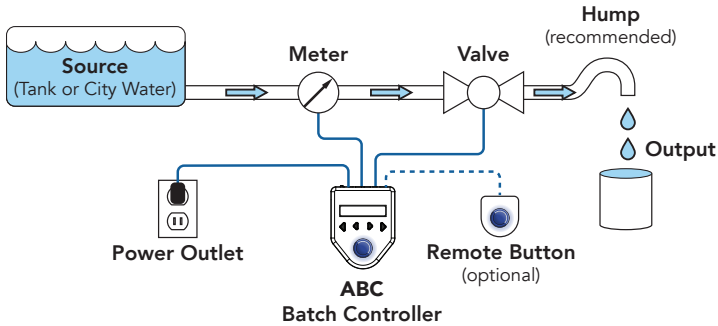 Hump
(recommended)
Meter
Valve
Source
(Tank or City Water)
Output
Power Outlet
Remote Button
(optional)
ABC
Batch Controller